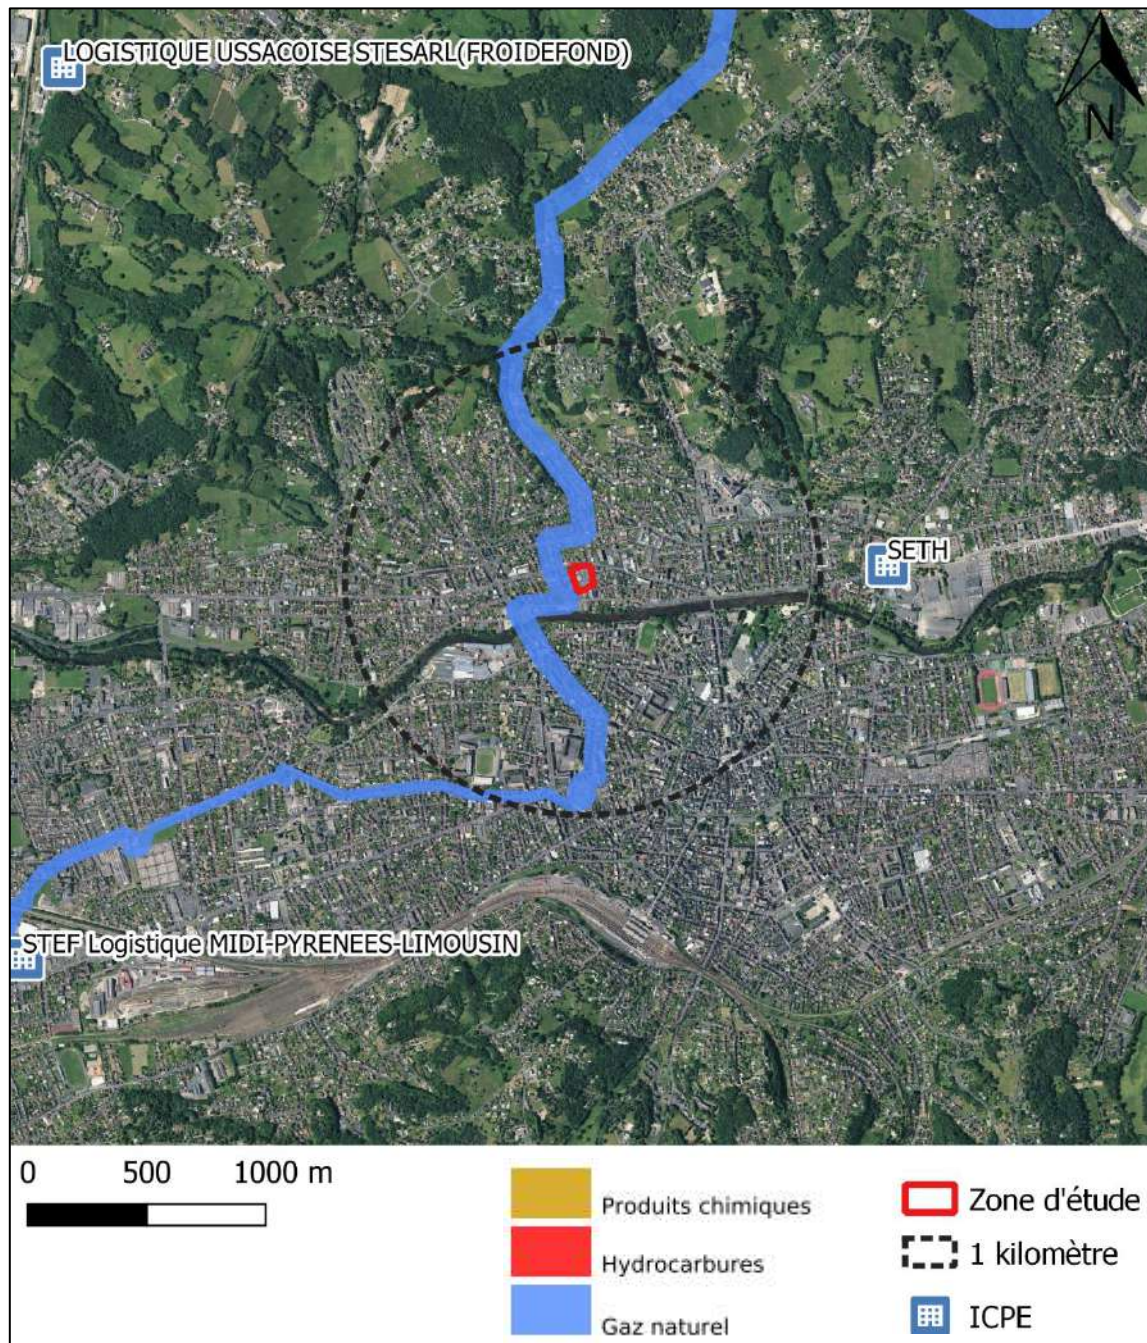 LOGISTIQUE USSACOISE STESARL(FROIDEFOND)
N
SETH
STEF Logistique MIDI-PYRENEES-LIMOUSIN
0 500 1000 m
Produits chimiques
Hydrocarbures
Gaz naturel
Zone d'étude
1 kilomètre
ICPE